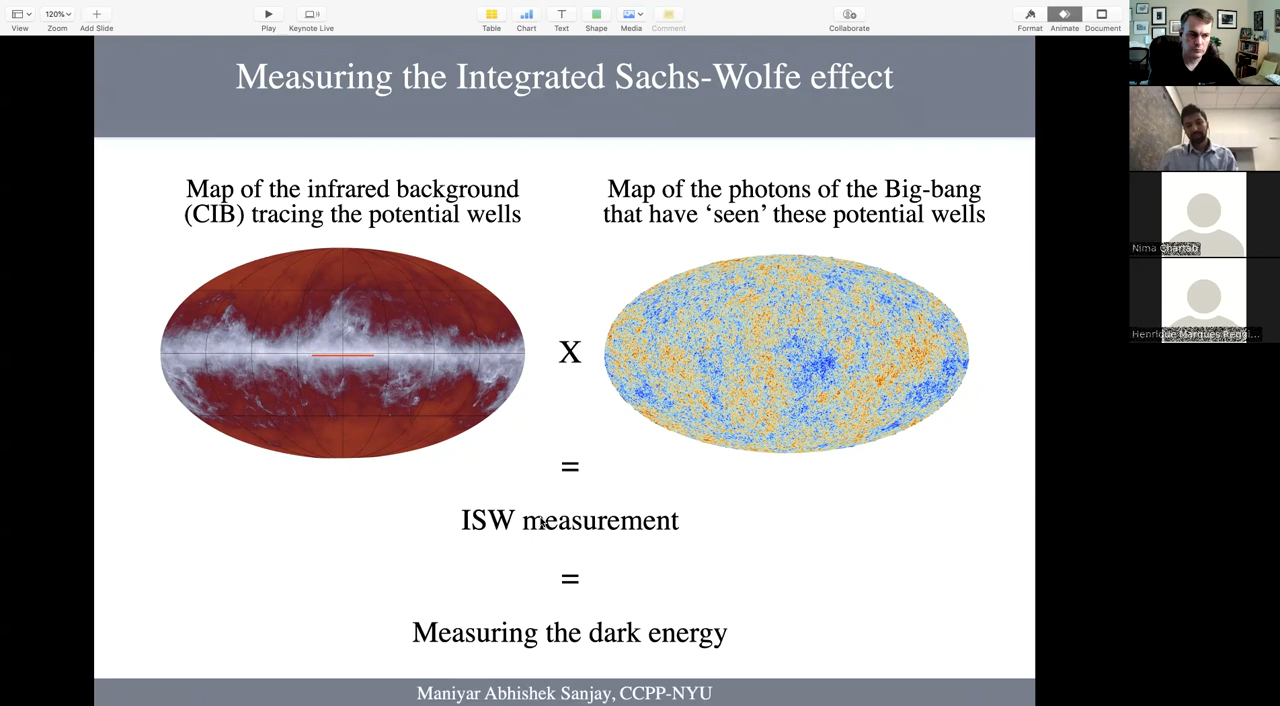 View
120%
Zoom
Add Slide
Play
Keynote Live
Table
Chart
Text
Shape
Media
Comment
Collaborate
Format
Animate
Document
Measuring the Integrated Sachs-Wolfe effect
Map of the infrared background
(CIB) tracing the potential wells
Map of the photons of the Big-bang
that have ‘seen’ these potential wells
X
=
ISW measurement
=
Measuring the dark energy
Maniyar Abhishek Sanjay, CCPP-NYU
Nima Chartab
Henrique Marques